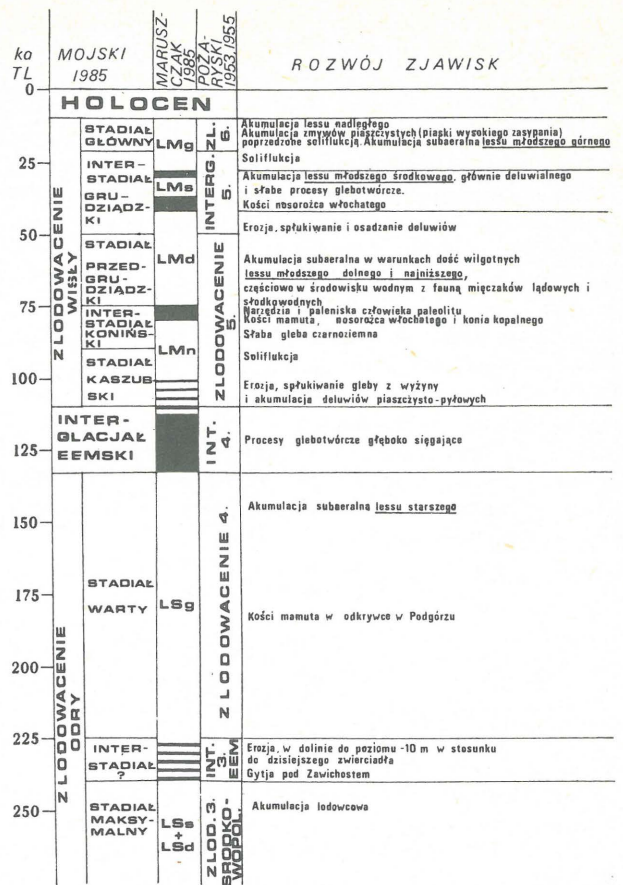 ka
TL
MOJSKI
1985
MARUSZ-
CZAK
1985
POŻA-
RYSKI
1953,1955
ROZWÓJ ZJAWISK
0
25
50
75
100
125
150
175
200
225
250
HOLOCEN
ZLODOWACENIE
WISŁY
STADIAŁ
GŁÓWNY
INTER-
STADIAŁ
GRU-
DZIĄDZ-
KI
STADIAŁ
PRZED-
GRU-
DZIĄDZ-
KI
INTER-
STADIAŁ
KONIŃS-
KI
STADIAŁ
KASZUB-
SKI
INTER-
GLACJAŁ
EEMSKI
ZLODOWACENIE
ODRY
STADIAŁ
WARTY
INTER-
STADIAŁ
?
STADIAŁ
MAKSY-
MALNY
LMg
LMs
LMd
LMn
LSg
LSs
+
LSd
ZL.
6.
INTERG.
5.
ZLODOWACENIE
5.
INT.
4.
ZLODOWACENIE 4.
INT.
3.
EEM
ZLOD. 3.
ŚRODKO-
WOPOL.
Akumulacja lessu nadległego
Akumulacja zmywów piaszczystych (piaski wysokiego zasypania)
poprzedzone soliflukcją. Akumulacja subaeralna lessu młodszego górnego
Soliflukcja
Akumulacja lessu młodszego środkowego, głównie deluwialnego
i słabe procesy glebotwórcze.
Kości nosorożca włochatego
Erozja, spłukiwanie i osadzanie deluwiów
Akumulacja subaeralna w warunkach dość wilgotnych
lessu młodszego dolnego i najniższego,
częściowo w środowisku wodnym z fauną mięczaków lądowych i
słodkowodnych
Narzędzia i paleniska człowieka paleolitu
Kości mamuta, nosorożca włochatego i konia kopalnego
Słaba gleba czarnoziemna
Soliflukcja
Erozja, spłukiwanie gleby z wyżyny
i akumulacja deluwiów piaszczysto-pyłowych
Procesy glebotwórcze głęboko sięgające
Akumulacja subaeralna lessu starszego
Kości mamuta w odkrywce w Podgórzu
Erozja, w dolinie do poziomu -10 m w stosunku
do dzisiejszego zwierciadła
Gytja pod Zawichostem
Akumulacja lodowcowa